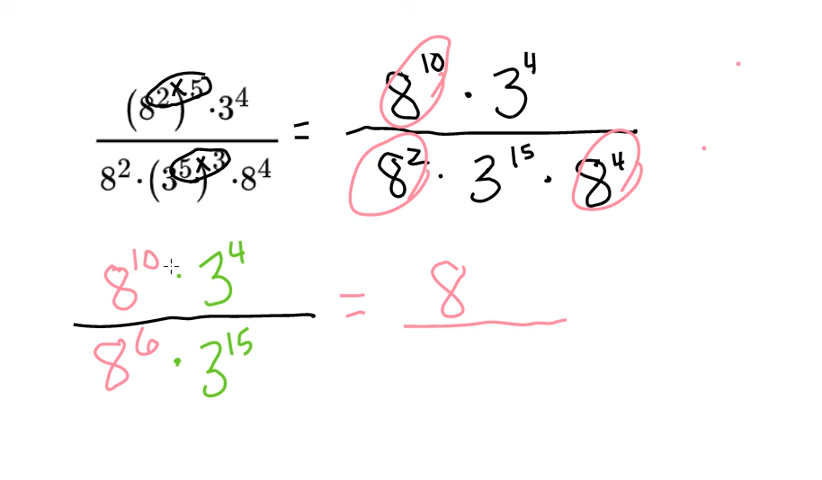 (8^2×5) · 3^4 / 8^2 · (3^5×3) · 8^4 = 8^10 · 3^4 / 8^2 · 3^15 · 8^4
8^10 · 3^4 / 8^6 · 3^15 = 8